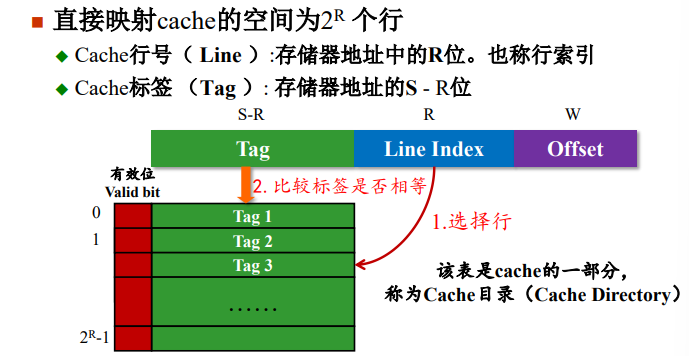 直接映射cache的空间为2ᴿ 个行
Cache行号（ Line ）:存储器地址中的R位。也称行索引
Cache标签 （Tag ）: 存储器地址的S - R位
S-R R W
Tag Line Index Offset
有效位
Valid bit
2. 比较标签是否相等
1.选择行
0 Tag 1
1 Tag 2
Tag 3
……
2ᴿ-1
该表是cache的一部分，
称为Cache目录（Cache Directory）